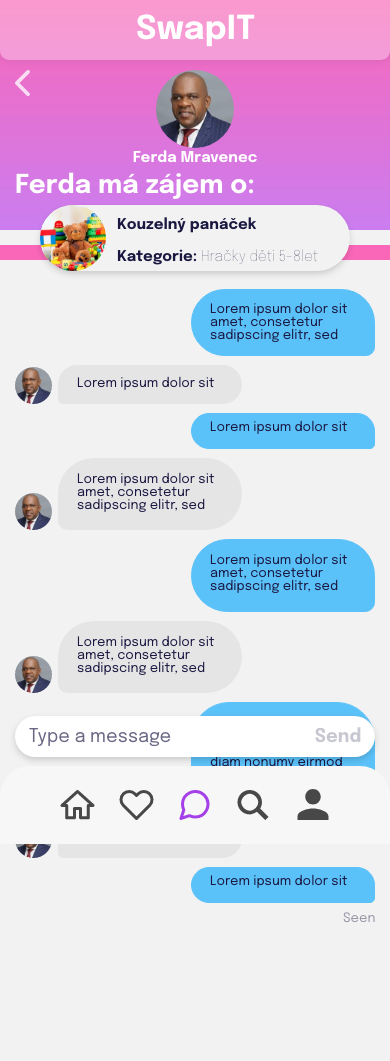 SwapIT
Ferda Mravenec
Ferda má zájem o:
Kouzelný panáček
Kategorie: Hračky děti 5-8let
Lorem ipsum dolor sit
amet, consetetur
sadipscing elitr, sed
Lorem ipsum dolor sit
Lorem ipsum dolor sit
Lorem ipsum dolor sit
amet, consetetur
sadipscing elitr, sed
Lorem ipsum dolor sit
amet, consetetur
sadipscing elitr, sed
Lorem ipsum dolor sit
amet, consetetur
sadipscing elitr, sed
Type a message Send
diam nonumy eirmod
Lorem ipsum dolor sit
Seen